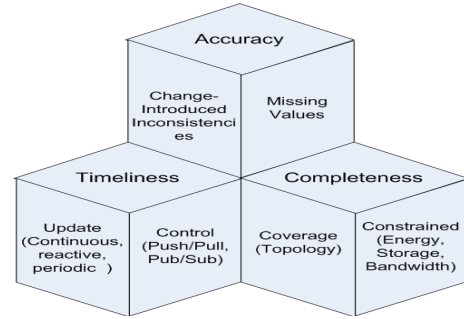 Accuracy
Change-
Introduced
Inconsistenci
es
Missing
Values
Timeliness
Completeness
Update
(Continuous,
reactive,
periodic )
Control
(Push/Pull,
Pub/Sub)
Coverage
(Topology)
Constrained
(Energy,
Storage,
Bandwidth)